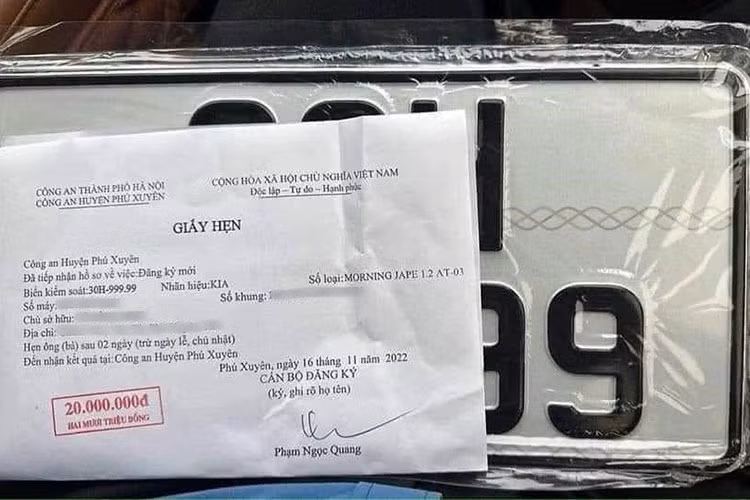 CÔNG AN THÀNH PHỐ HÀ NỘI
CÔNG AN HUYỆN PHÚ XUYÊN
CỘNG HÒA XÃ HỘI CHỦ NGHĨA VIỆT NAM
Độc lập – Tự do – Hạnh phúc
GIẤY HẸN
Công an Huyện Phú Xuyên
Đã tiếp nhận hồ sơ về việc:Đăng ký mới
Biển kiểm soát:30H-999.99 Nhãn hiệu:KIA Số loại:MORNING JAPE 1.2 AT-03
Số máy: Số khung:
Chủ sở hữu:
Địa chỉ:
Hẹn ông (bà) sau 02 ngày (trừ ngày lễ, chủ nhật)
Đến nhận kết quả tại:Công an Huyện Phú Xuyên
Phú Xuyên, ngày 16 tháng 11 năm 2022
CÁN BỘ ĐĂNG KÝ
(ký, ghi rõ họ tên)
20.000.000đ
HAI MƯƠI TRIỆU ĐỒNG
Phạm Ngọc Quang
99